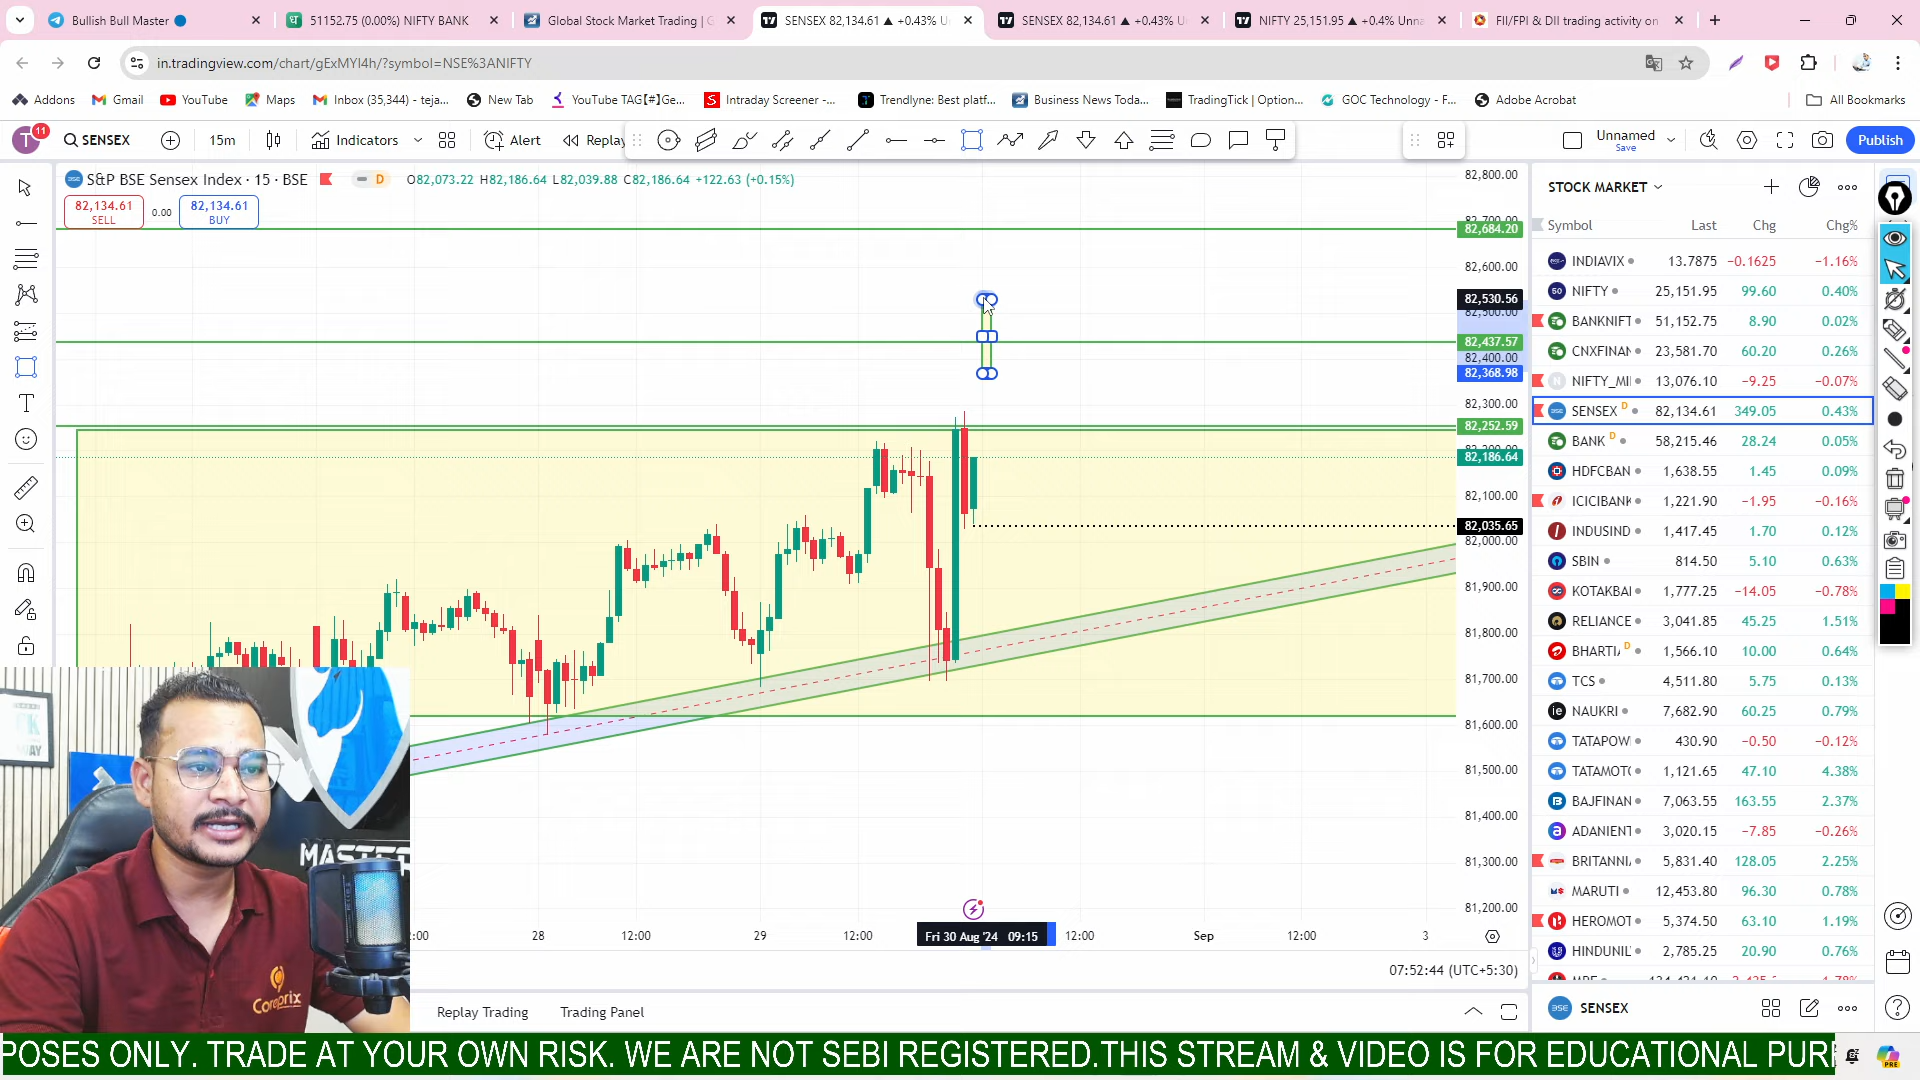 Bullish Bull Master
51152.75 (0.00%) NIFTY BANK
Global Stock Market Trading | G
SENSEX 82,134.61 ▲ +0.43% U
SENSEX 82,134.61 ▲ +0.43% U
NIFTY 25,151.95 ▲ +0.4% Unna
FII/FPI & DII trading activity on
in.tradingview.com/chart/gExMYl4h/?symbol=NSE%3ANIFTY
Addons
Gmail
YouTube
Maps
Inbox (35,344) - teja...
New Tab
YouTube TAG【#】Ge...
Intraday Screener -...
Trendlyne: Best platf...
Business News Toda...
TradingTick | Option...
GOC Technology - F...
Adobe Acrobat
All Bookmarks
T
11
SENSEX
15m
Indicators
Alert
Replay
Unnamed
Save
Publish
S&P BSE Sensex Index · 15 · BSE
D
O82,073.22 H82,186.64 L82,039.88 C82,186.64 +122.63 (+0.15%)
82,134.61
SELL
0.00
82,134.61
BUY
82,800.00
82,684.20
82,600.00
82,530.56
82,437.57
82,400.00
82,368.98
82,300.00
82,252.59
82,186.64
82,100.00
82,035.65
82,000.00
81,900.00
81,800.00
81,700.00
81,600.00
81,500.00
81,400.00
81,300.00
81,200.00
28
12:00
29
12:00
Fri 30 Aug '24 09:15
12:00
Sep
12:00
3
07:52:44 (UTC+5:30)
Replay Trading
Trading Panel
STOCK MARKET
Symbol Last Chg Chg%
INDIAVIX 13.7875 −0.1625 −1.16%
NIFTY 25,151.95 99.60 0.40%
BANKNIFT 51,152.75 8.90 0.02%
CNXFINAN 23,581.70 60.20 0.26%
NIFTY_MI 13,076.10 −9.25 −0.07%
SENSEX D 82,134.61 349.05 0.43%
BANK D 58,215.46 28.24 0.05%
HDFCBAN 1,638.55 1.45 0.09%
ICICIBANK 1,221.90 −1.95 −0.16%
INDUSIND 1,417.45 1.70 0.12%
SBIN 814.50 5.10 0.63%
KOTAKBAI 1,777.25 −14.05 −0.78%
RELIANCE 3,041.85 45.25 1.51%
BHARTI D 1,566.10 10.00 0.64%
TCS 4,511.80 5.75 0.13%
NAUKRI 7,682.90 60.25 0.79%
TATAPOW 430.90 −0.50 −0.12%
TATAMOT 1,121.65 47.10 4.38%
BAJFINAN 7,063.55 163.55 2.37%
ADANIENT 3,020.15 −7.85 −0.26%
BRITANNI 5,831.40 128.05 2.25%
MARUTI 12,453.80 96.30 0.78%
HEROMOT 5,374.50 63.10 1.19%
HINDUNIL 2,785.25 20.90 0.76%
SENSEX
MASTER
Coreprix
POSES ONLY. TRADE AT YOUR OWN RISK. WE ARE NOT SEBI REGISTERED.THIS STREAM & VIDEO IS FOR EDUCATIONAL PUR
PRE